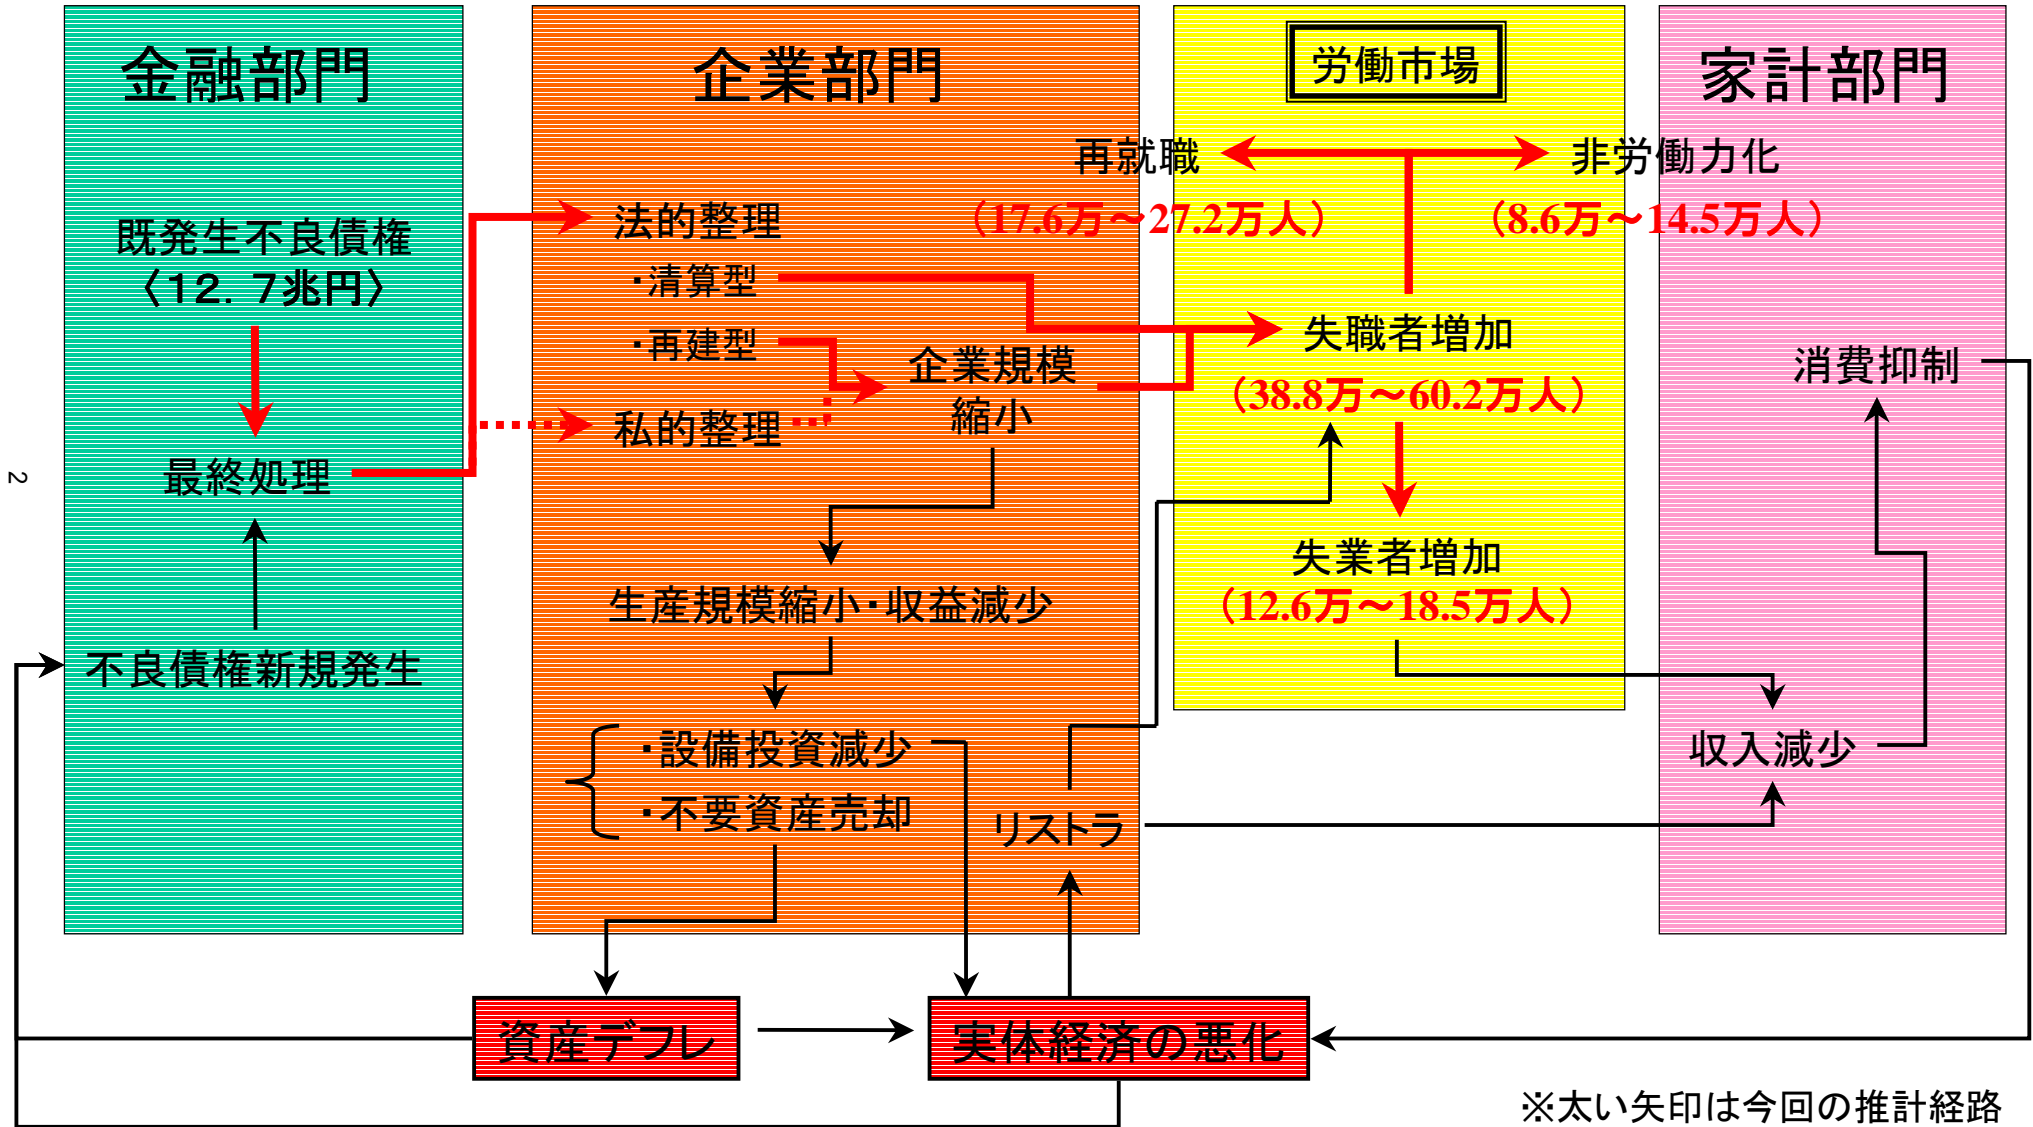 金融部門
既発生不良債権
〈12.7兆円〉
最終処理
不良債権新規発生
企業部門
法的整理
・清算型
・再建型
私的整理
企業規模
縮小
生産規模縮小・収益減少
・設備投資減少
・不要資産売却
リストラ
労働市場
再就職
（17.6万～27.2万人）
非労働力化
（8.6万～14.5万人）
失職者増加
（38.8万～60.2万人）
失業者増加
（12.6万～18.5万人）
家計部門
消費抑制
収入減少
資産デフレ
実体経済の悪化
※太い矢印は今回の推計経路
2